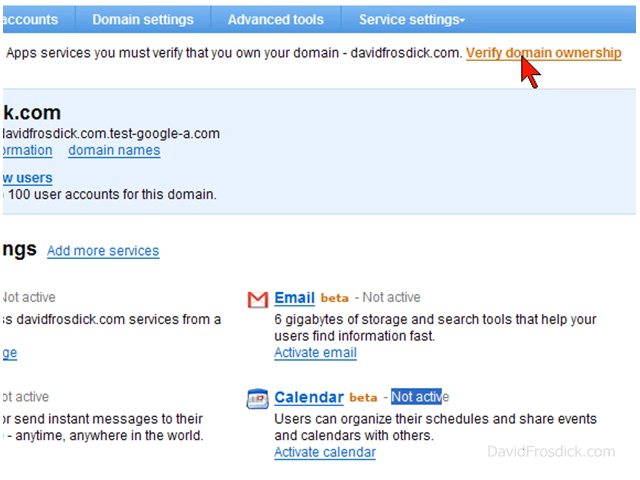 accounts Domain settings Advanced tools Service settings
Apps services you must verify that you own your domain - davidfrosdick.com. Verify domain ownership
k.com
davidfrosdick.com.test-google-a.com
ormation domain names
w users
100 user accounts for this domain.
ngs Add more services
Not active
ss davidfrosdick.com services from a
ge
Email beta - Not active
6 gigabytes of storage and search tools that help your
users find information fast.
Activate email
ot active
or send instant messages to their
- anytime, anywhere in the world.
Calendar beta - Not active
Users can organize their schedules and share events
and calendars with others.
Activate calendar
DavidFrosdick.com